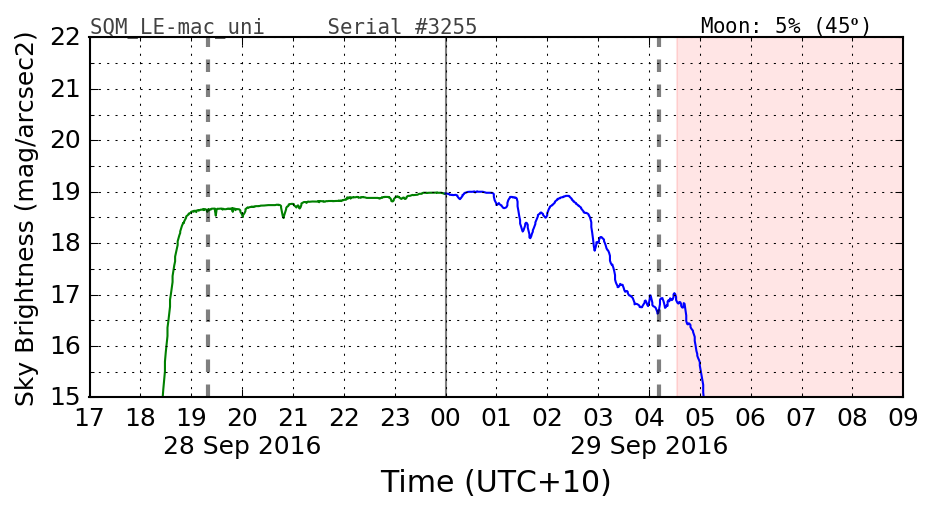 SQM_LE-mac_uni Serial #3255 Moon: 5% (45°)
22
21
20
19
18
17
16
15
Sky Brightness (mag/arcsec2)
17 18 19 20 21 22 23 00 01 02 03 04 05 06 07 08 09
28 Sep 2016 29 Sep 2016
Time (UTC+10)